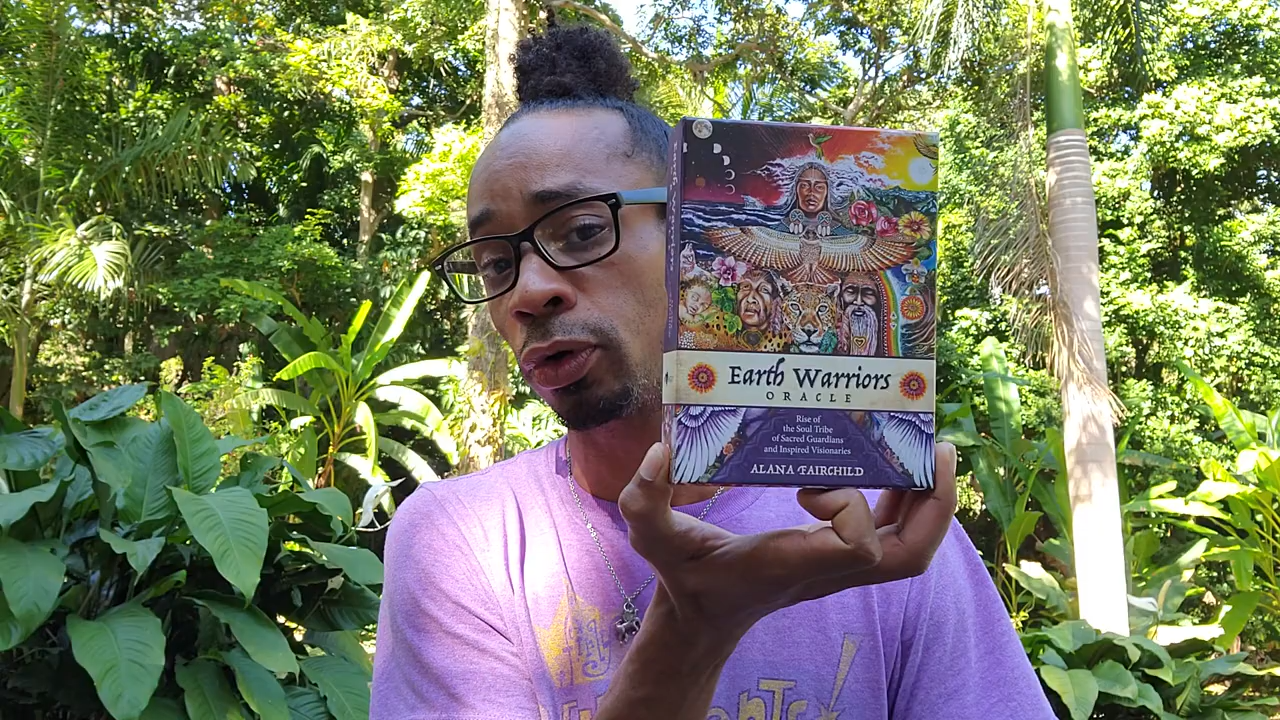 Earth Warriors
ORACLE
Rise of
the Soul Tribe
of Sacred Guardians
and Inspired Visionaries
ALANA FAIRCHILD